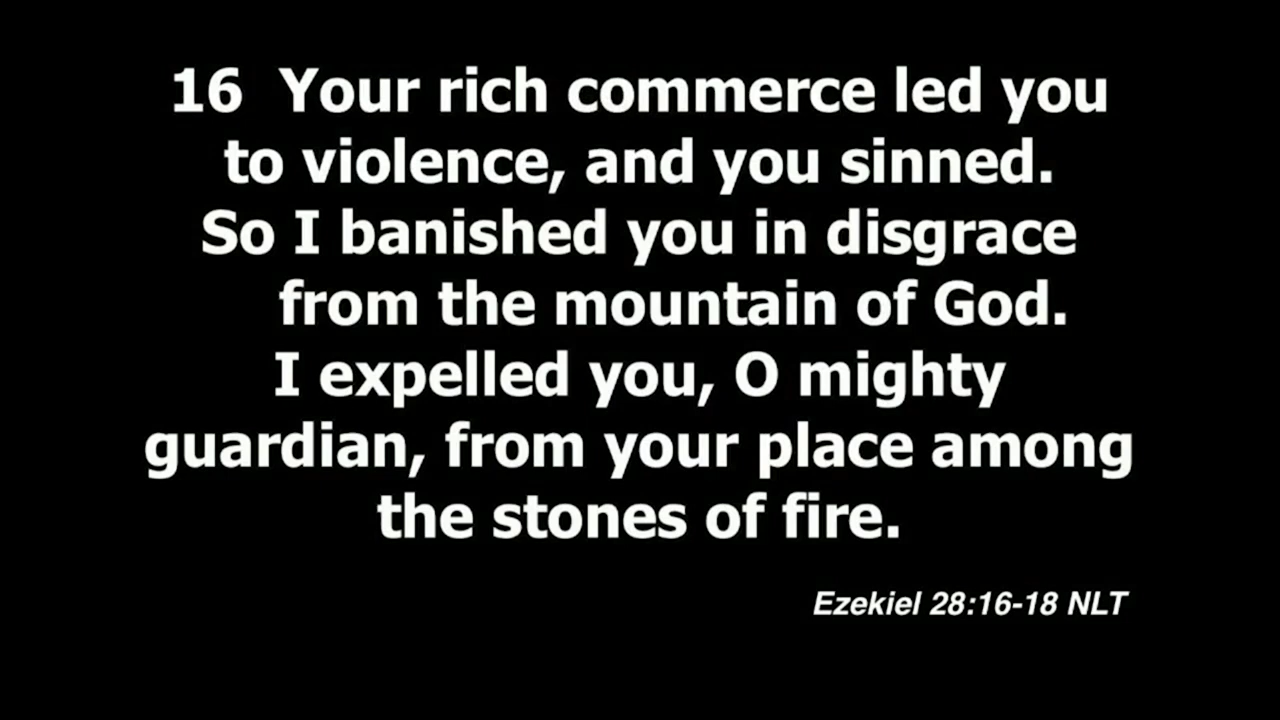 16  Your rich commerce led you
to violence, and you sinned.
So I banished you in disgrace
from the mountain of God.
I expelled you, O mighty
guardian, from your place among
the stones of fire.
Ezekiel 28:16-18 NLT